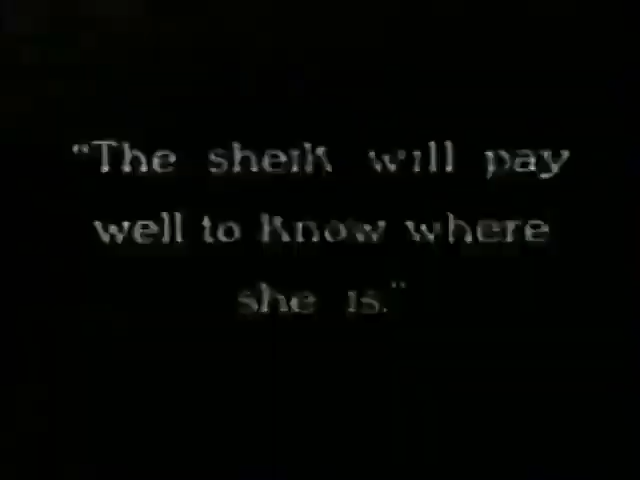 "The sheik will pay
well to know where
she is."